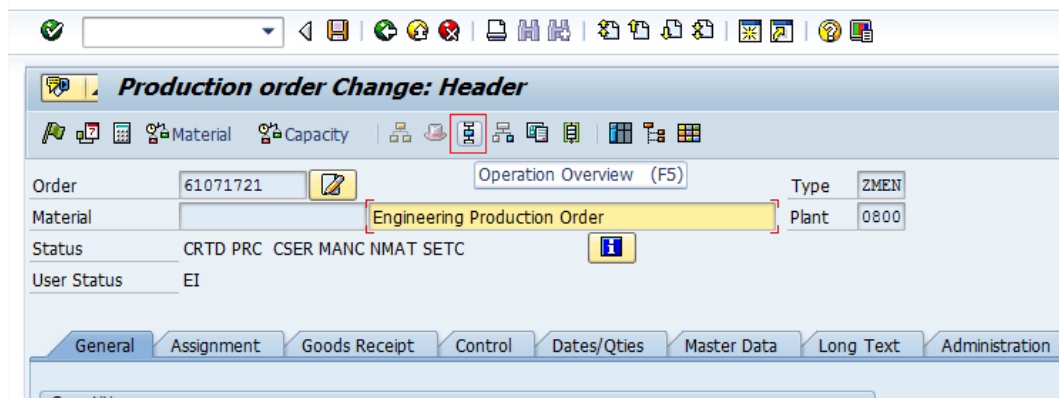 Production order Change: Header
Material Capacity
Operation Overview (F5)
Order 61071721 Type ZMEN
Material Engineering Production Order Plant 0800
Status CRTD PRC CSER MANC NMAT SETC
User Status EI
General Assignment Goods Receipt Control Dates/Qties Master Data Long Text Administration